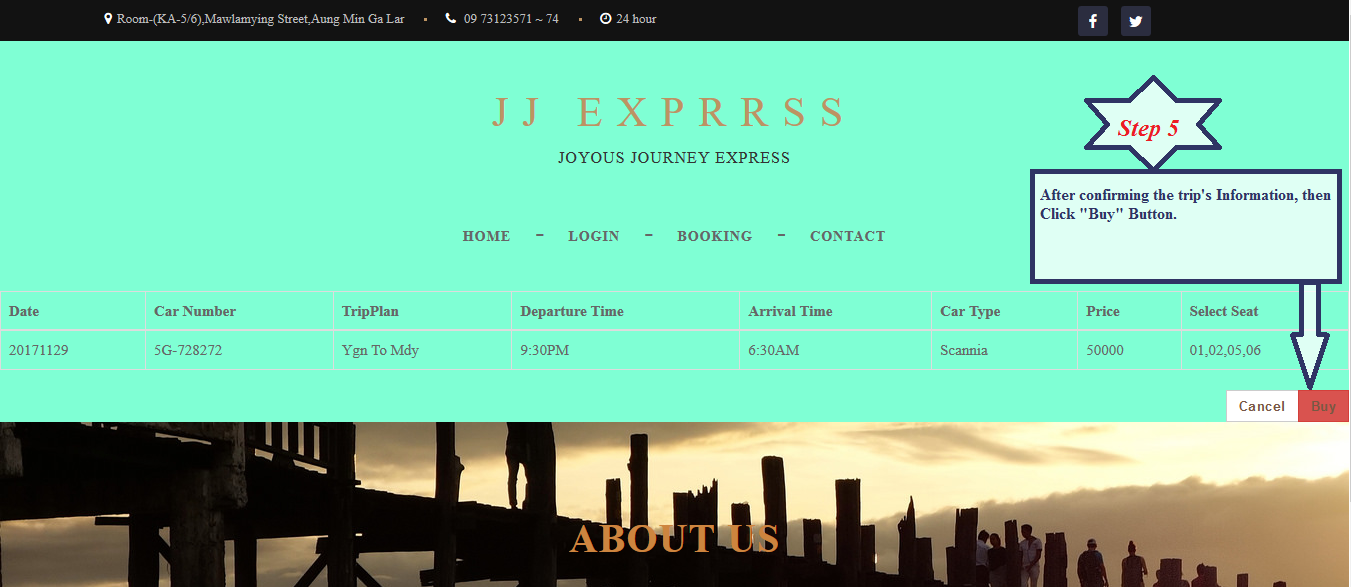 Room-(KA-5/6),Mawlamying Street,Aung Min Ga Lar 09 73123571 ~ 74 24 hour
JJ EXPRRSS
JOYOUS JOURNEY EXPRESS
Step 5
After confirming the trip's Information, then
Click "Buy" Button.
HOME - LOGIN - BOOKING - CONTACT
Date Car Number TripPlan Departure Time Arrival Time Car Type Price Select Seat
20171129 5G-728272 Ygn To Mdy 9:30PM 6:30AM Scannia 50000 01,02,05,06
Cancel Buy
ABOUT US